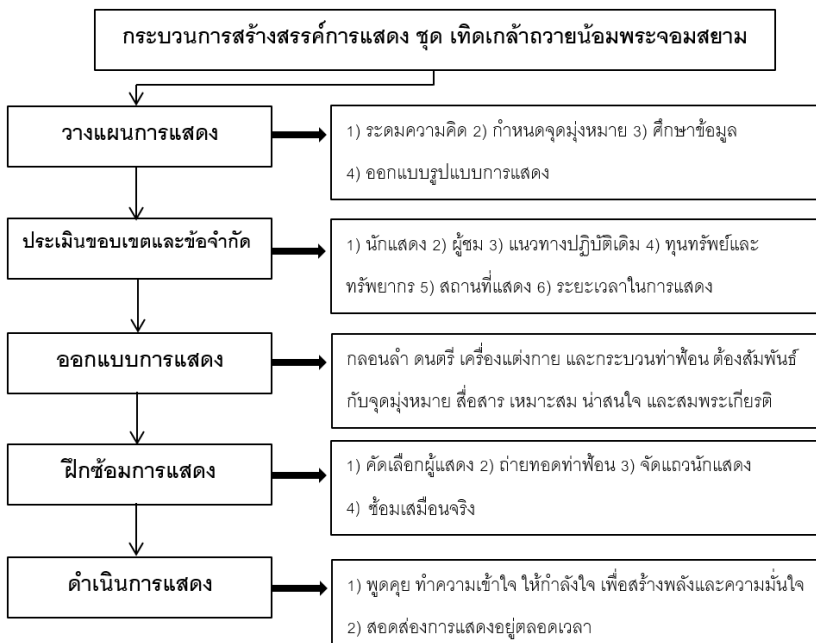 กระบวนการสร้างสรรค์การแสดง ชุด เทิดเกล้าถวายน้อมพระจอมสยาม
วางแผนการแสดง
1) ระดมความคิด 2) กำหนดจุดมุ่งหมาย 3) ศึกษาข้อมูล
4) ออกแบบรูปแบบการแสดง
ประเมินขอบเขตและข้อจำกัด
1) นักแสดง 2) ผู้ชม 3) แนวทางปฏิบัติเดิม 4) ทุนทรัพย์และ
ทรัพยากร 5) สถานที่แสดง 6) ระยะเวลาในการแสดง
ออกแบบการแสดง
กลอนลำ ดนตรี เครื่องแต่งกาย และกระบวนท่าฟ้อน ต้องสัมพันธ์
กับจุดมุ่งหมาย สื่อสาร เหมาะสม น่าสนใจ และสมพระเกียรติ
ฝึกซ้อมการแสดง
1) คัดเลือกผู้แสดง 2) ถ่ายทอดท่าฟ้อน 3) จัดแถวนักแสดง
4) ซ้อมเสมือนจริง
ดำเนินการแสดง
1) พูดคุย ทำความเข้าใจ ให้กำลังใจ เพื่อสร้างพลังและความมั่นใจ
2) สอดส่องการแสดงอยู่ตลอดเวลา